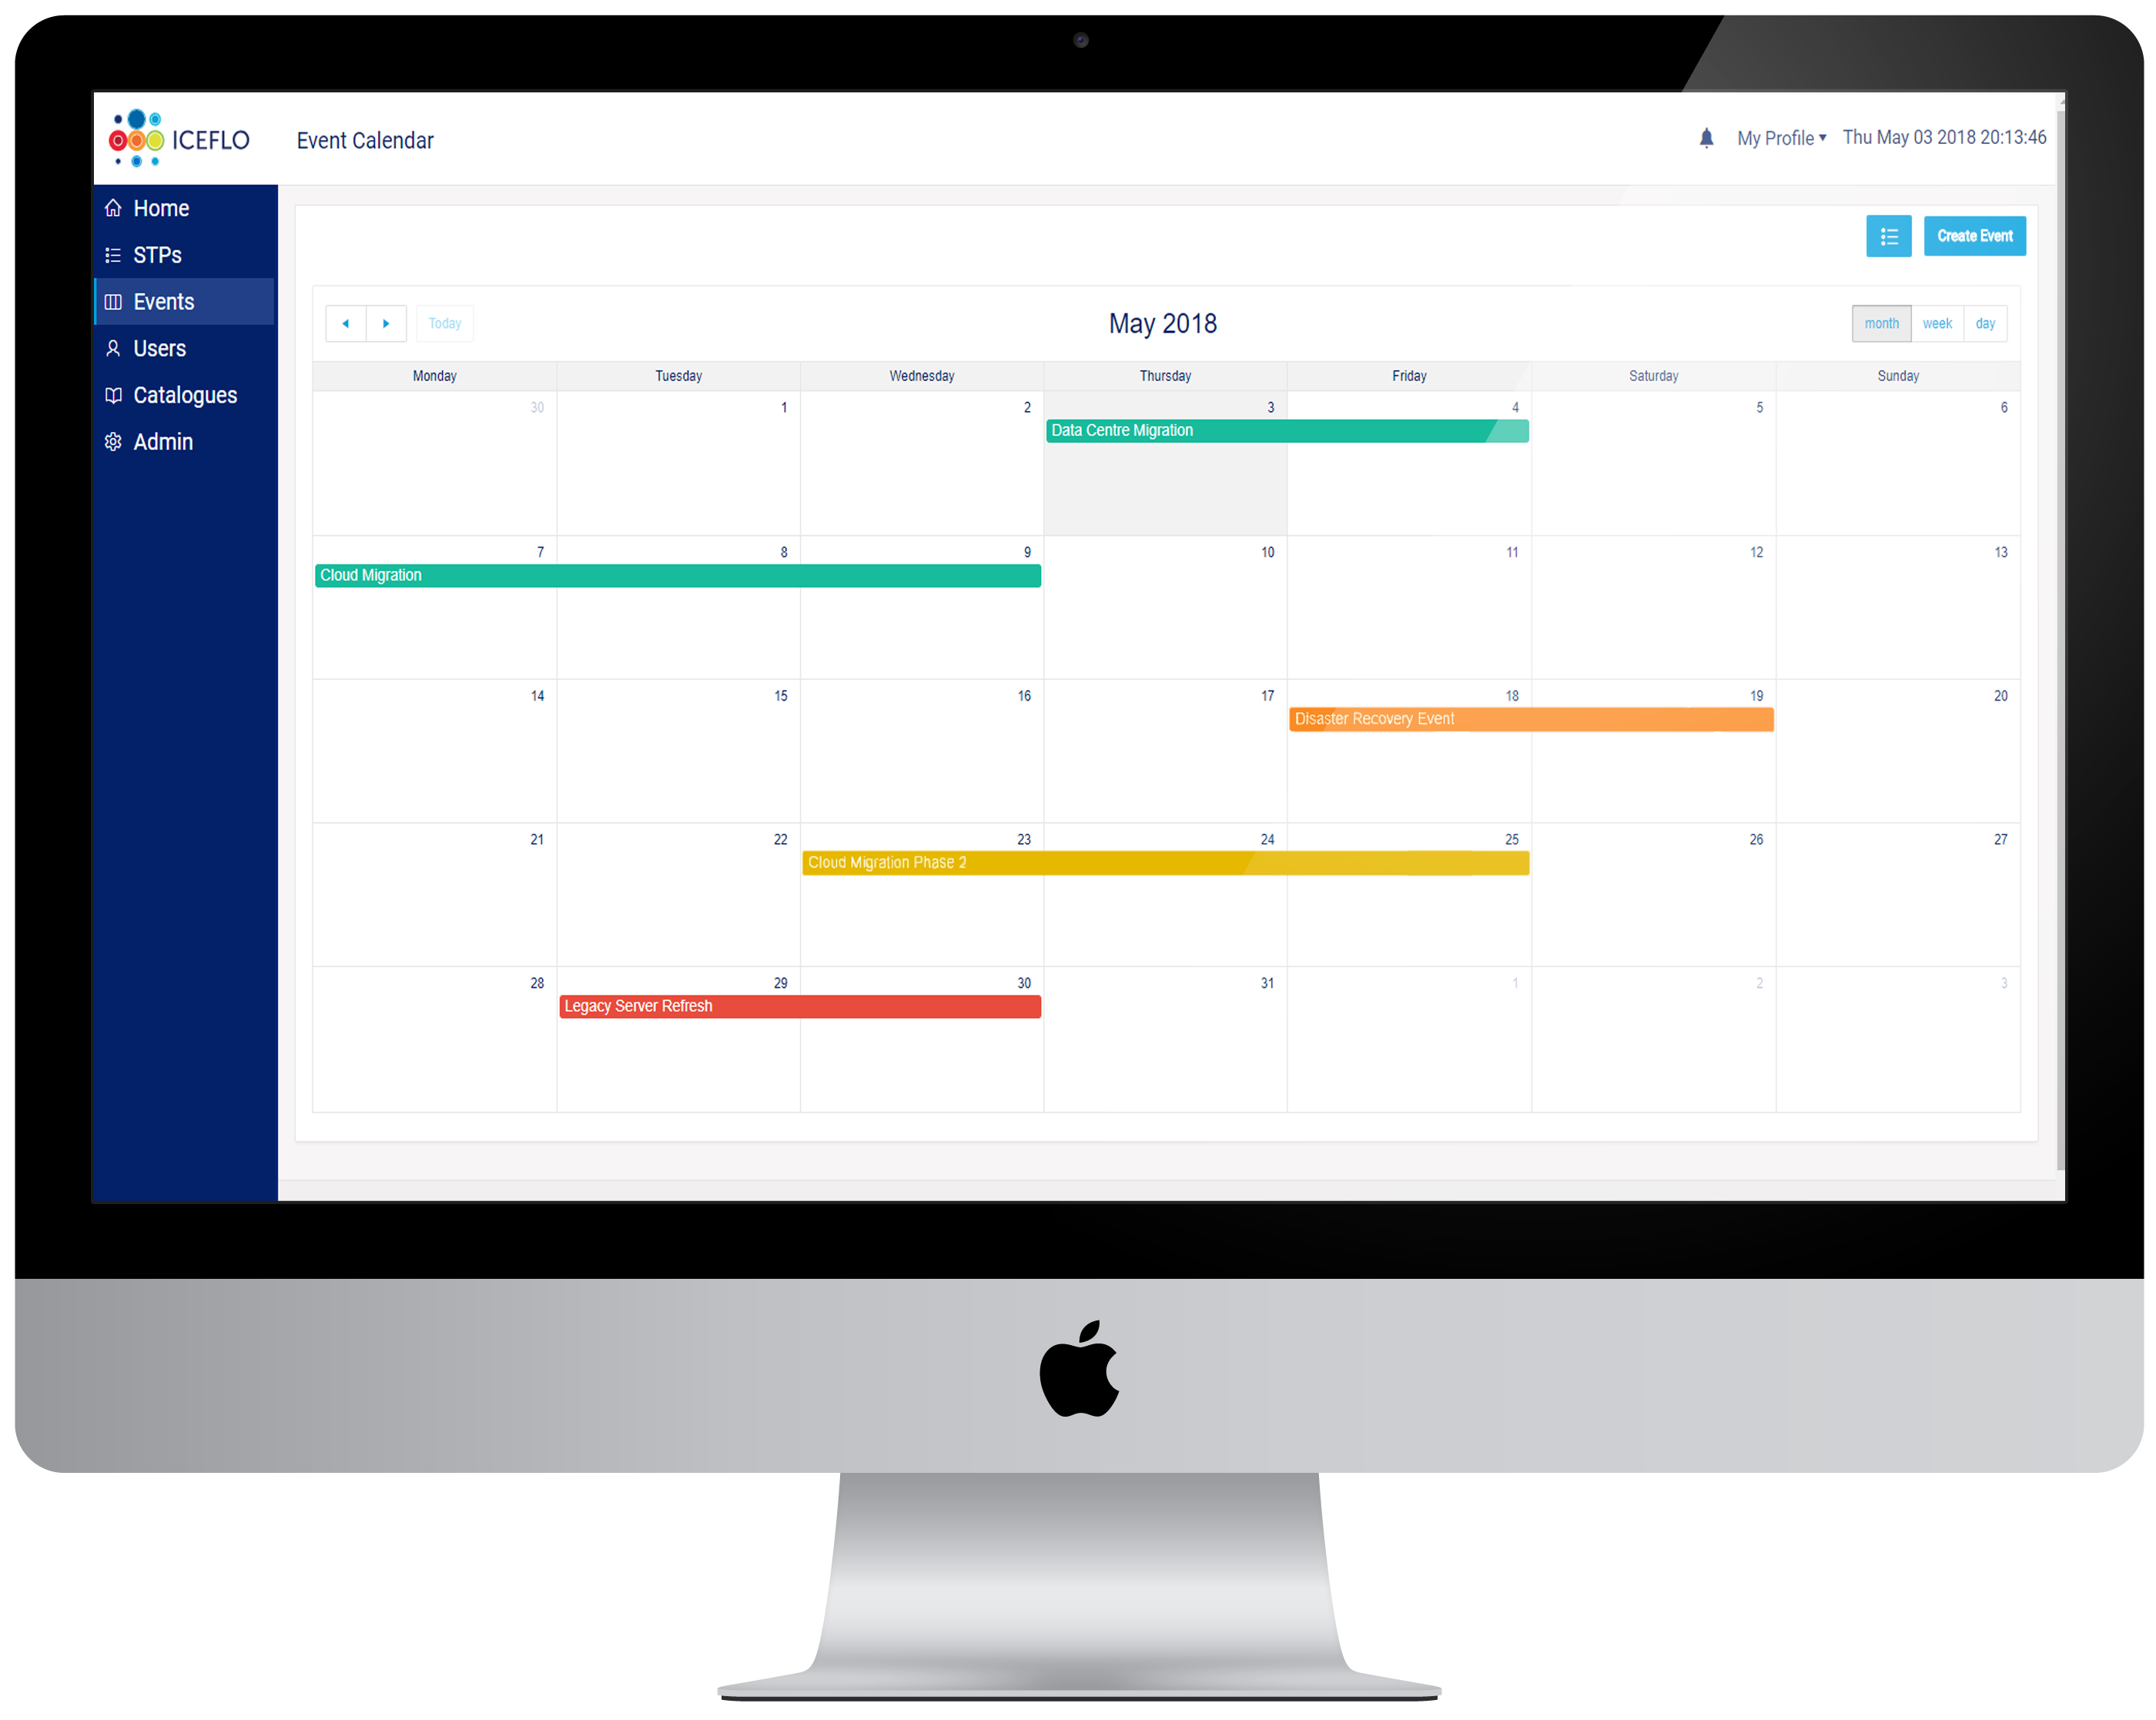 ICEFLO
Event Calendar
My Profile
Thu May 03 2018 20:13:46
Home
STPs
Events
Users
Catalogues
Admin
Create Event
Today
May 2018
month week day
Monday Tuesday Wednesday Thursday Friday Saturday Sunday
30 1 2 3 4 5 6
Data Centre Migration
7 8 9 10 11 12 13
Cloud Migration
14 15 16 17 18 19 20
Disaster Recovery Event
21 22 23 24 25 26 27
Cloud Migration Phase 2
28 29 30 31 1 2 3
Legacy Server Refresh